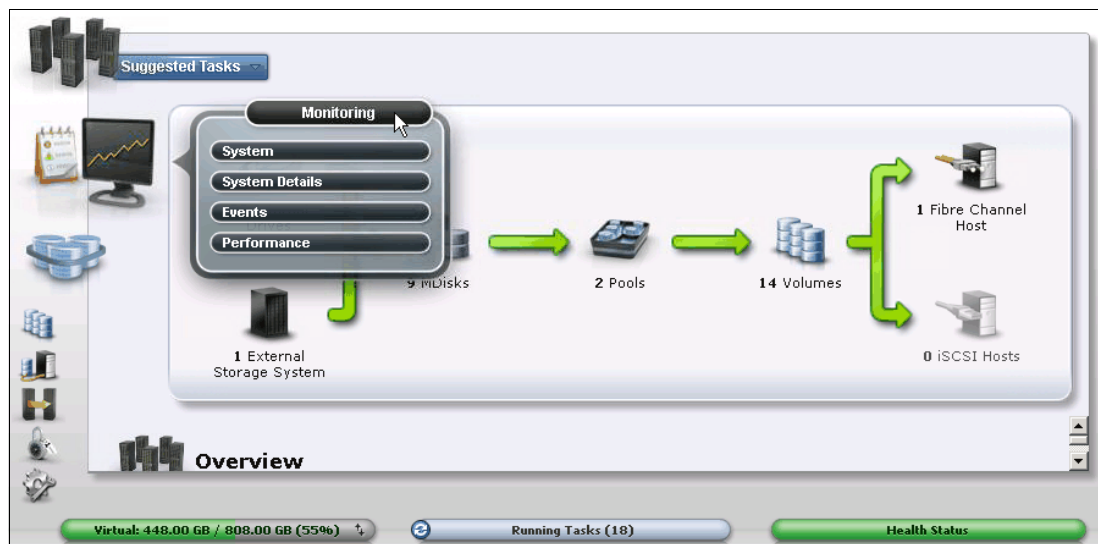 Suggested Tasks
Monitoring
System
System Details
Events
Performance
Drives
9 MDisks
2 Pools
14 Volumes
1 Fibre Channel
Host
1 External
Storage System
0 iSCSI Hosts
Overview
Virtual: 448.00 GB / 808.00 GB (55%)
Running Tasks (18)
Health Status